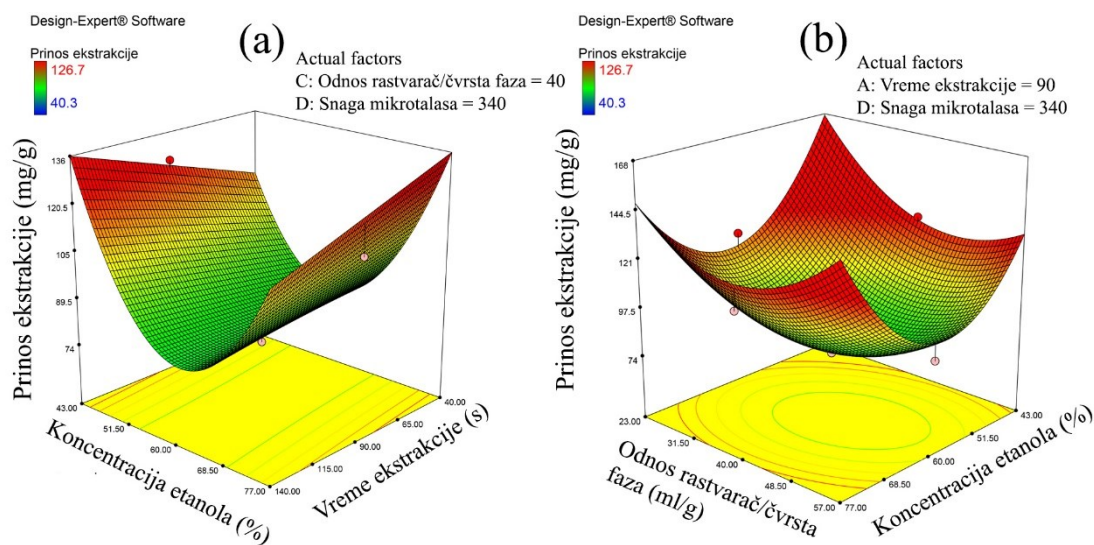 Design-Expert® Software
Prinos ekstrakcije
126.7
40.3
(a)
Actual factors
C: Odnos rastvarač/čvrsta faza = 40
D: Snaga mikrotalasa = 340
Prinos ekstrakcije (mg/g)
136
120.5
105
89.5
74
43.00
51.50
60.00
68.50
77.00
Koncentracija etanola (%)
140.00
115.00
90.00
65.00
40.00
Vreme ekstrakcije (s)
Design-Expert® Software
Prinos ekstrakcije
126.7
40.3
(b)
Actual factors
A: Vreme ekstrakcije = 90
D: Snaga mikrotalasa = 340
Prinos ekstrakcije (mg/g)
168
144.5
121
97.5
74
23.00
31.50
40.00
48.50
57.00
Odnos rastvarač/čvrsta
faza (ml/g)
77.00
68.50
60.00
51.50
43.00
Koncentracija etanola (%)